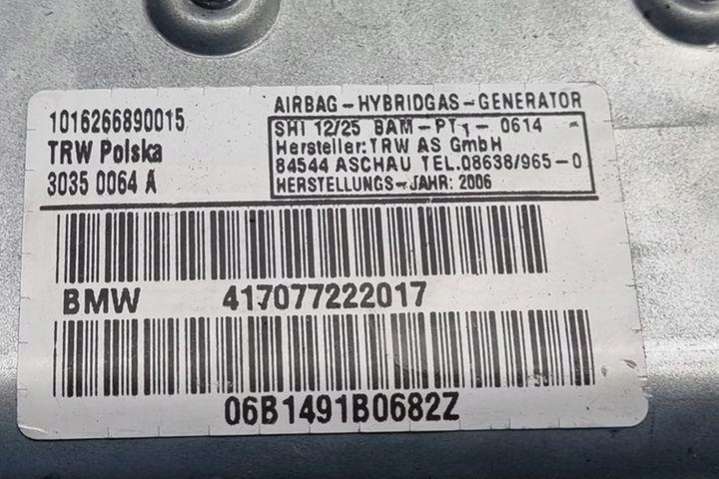 1016266890015
TRW Polska
3035 0064 A
AIRBAG-HYBRIDGAS-GENERATOR
SHI 12/25 BAM-PT1- 0614
Hersteller:TRW AS GmbH
84544 ASCHAU TEL.08638/965-0
HERSTELLUNGS-JAHR: 2006
BMW 417077222017
06B1491B0682Z